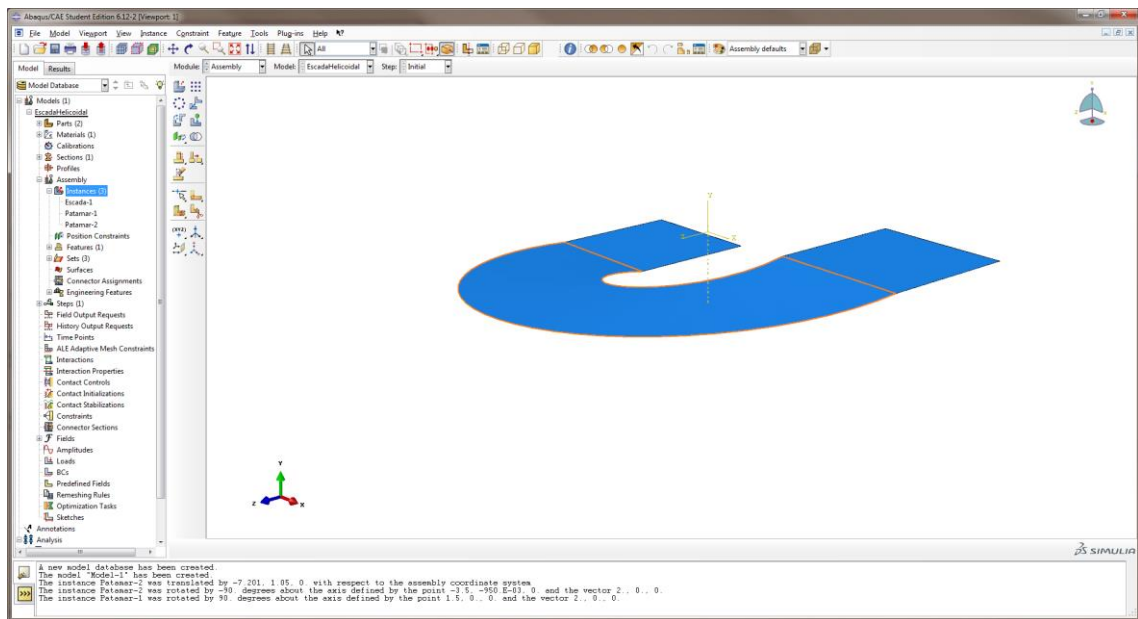 Abaqus/CAE Student Edition 6.12-2 [Viewport: 1]
File Model Viewport View Instance Constraint Feature Tools Plug-ins Help
All
Assembly defaults
Model Results
Module: Assembly Model: EscadaHelicoidal Step: Initial
Model Database
Models (1)
EscadaHelicoidal
Parts (2)
Materials (1)
Calibrations
Sections (1)
Profiles
Assembly
Instances (3)
Escada-1
Patamar-1
Patamar-2
Position Constraints
Features (1)
Sets (3)
Surfaces
Connector Assignments
Engineering Features
Steps (1)
Field Output Requests
History Output Requests
Time Points
ALE Adaptive Mesh Constraints
Interactions
Interaction Properties
Contact Controls
Contact Initializations
Contact Stabilizations
Constraints
Connector Sections
Fields
Amplitudes
Loads
BCs
Predefined Fields
Remeshing Rules
Optimization Tasks
Sketches
Annotations
Analysis
Y
Z
X
Y
Z
X
SIMULIA
A new model database has been created.
The model "Model-1" has been created.
The instance Patamar-2 was translated by -7.201, 1.05, 0. with respect to the assembly coordinate system
The instance Patamar-2 was rotated by -90. degrees about the axis defined by the point -3.5, -950.E-03, 0. and the vector 2., 0., 0.
The instance Patamar-1 was rotated by 90. degrees about the axis defined by the point 1.5, 0., 0. and the vector 2., 0., 0.